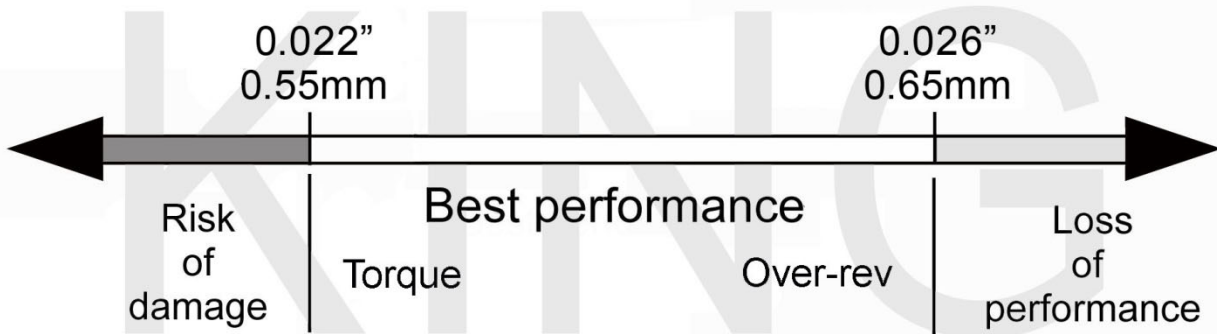 KING
0.022”
0.55mm
0.026”
0.65mm
Best performance
Risk
of
damage
Torque
Over-rev
Loss
of
performance